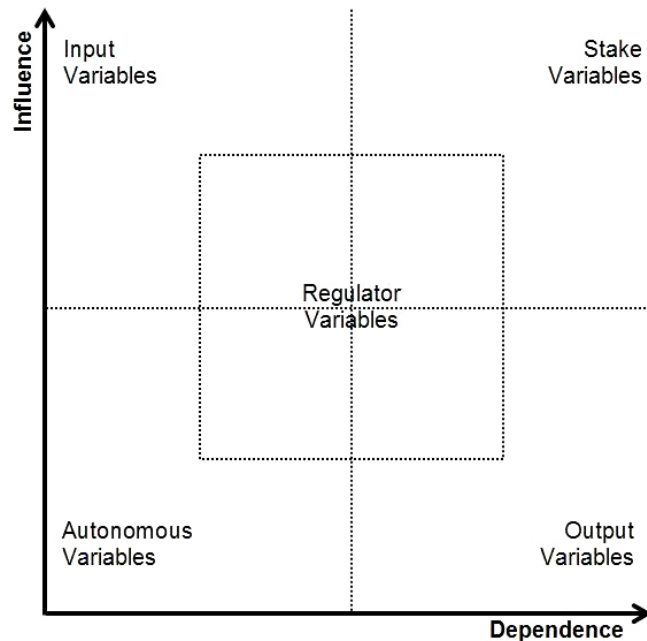 Influence
Input
Variables
Stake
Variables
Regulator
Variables
Autonomous
Variables
Output
Variables
Dependence